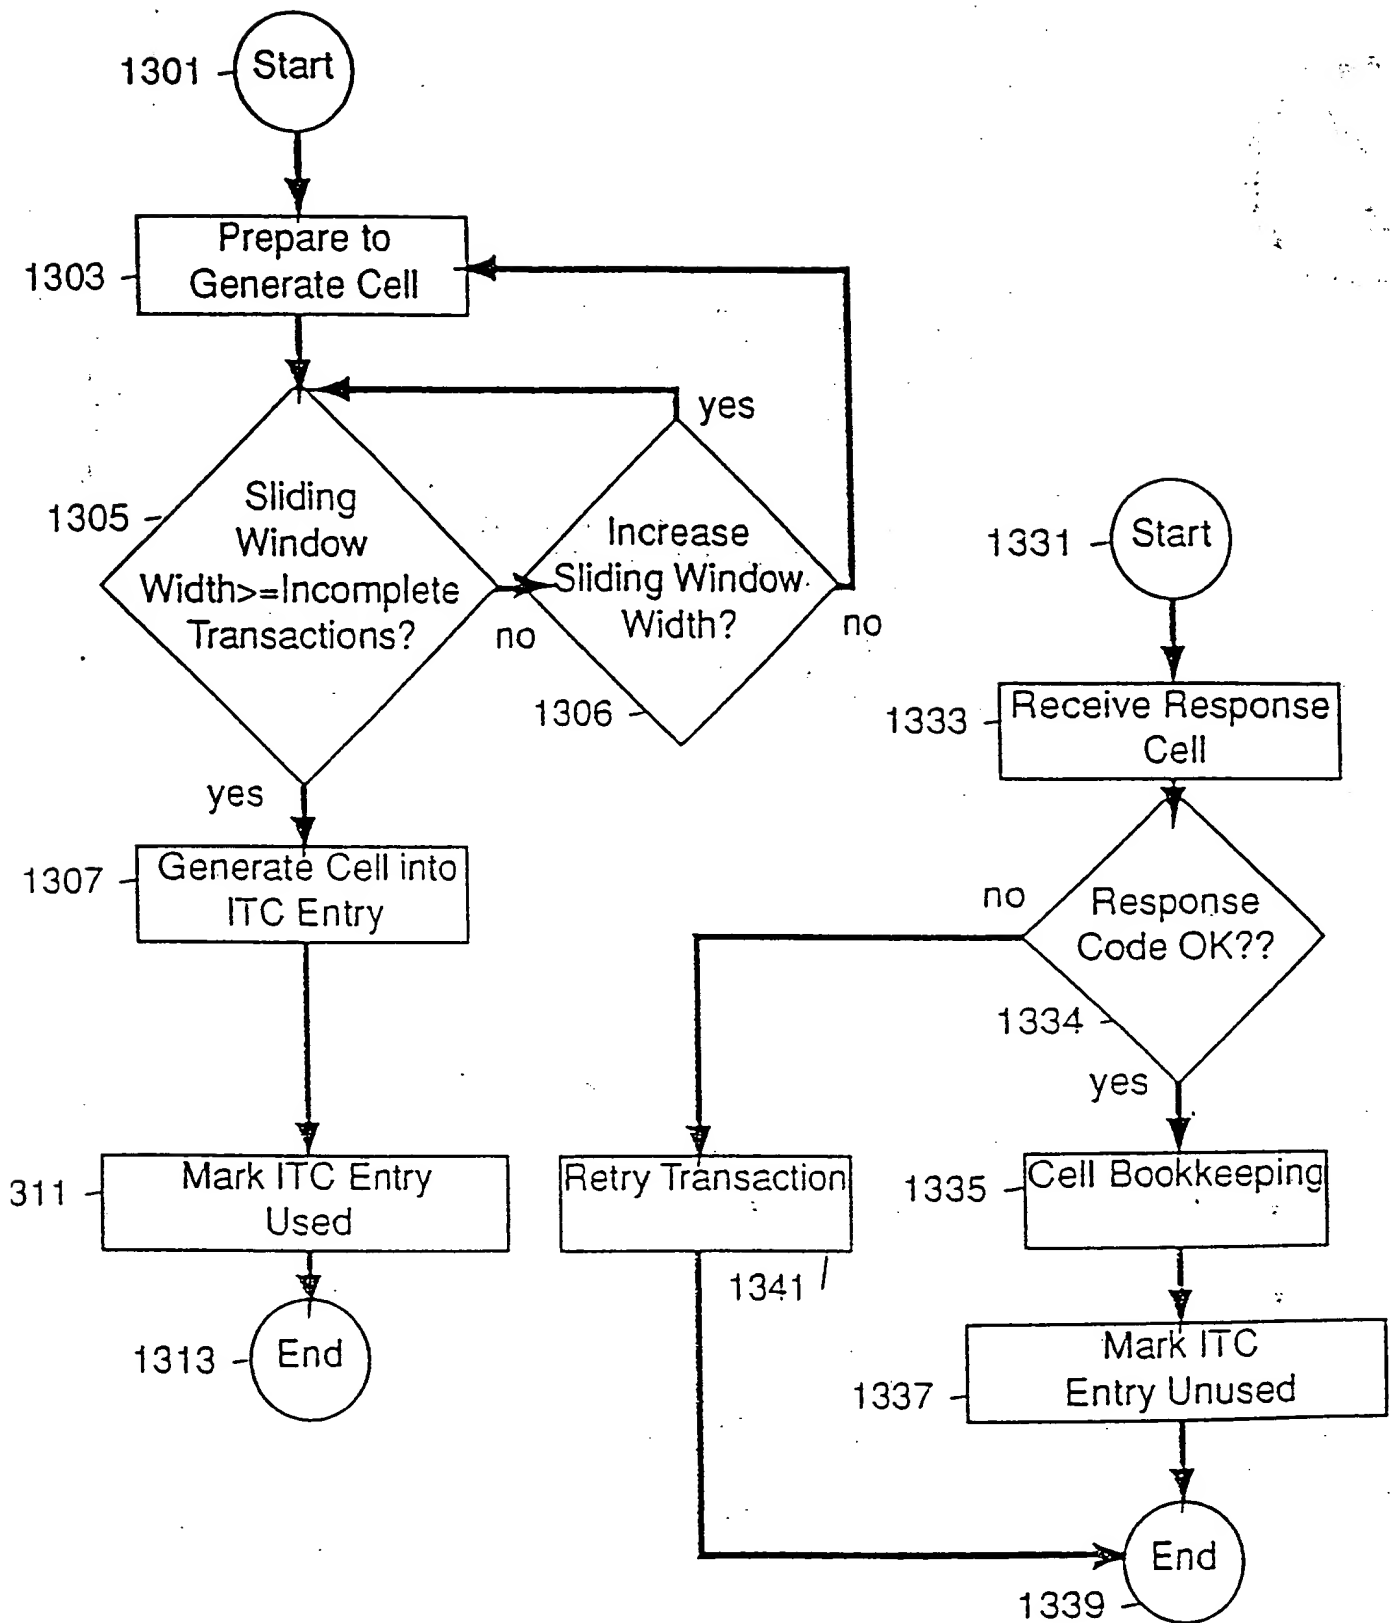 1301
Start
1303
Prepare to
Generate Cell
yes
1305
Sliding
Window
Width>=Incomplete
Transactions?
no
Increase
Sliding Window
Width?
no
1306
yes
1307
Generate Cell into
ITC Entry
311
Mark ITC Entry
Used
1313
End
1331
Start
1333
Receive Response
Cell
no
Response
Code OK??
1334
yes
Retry Transaction
1341
1335
Cell Bookkeeping
1337
Mark ITC
Entry Unused
End
1339